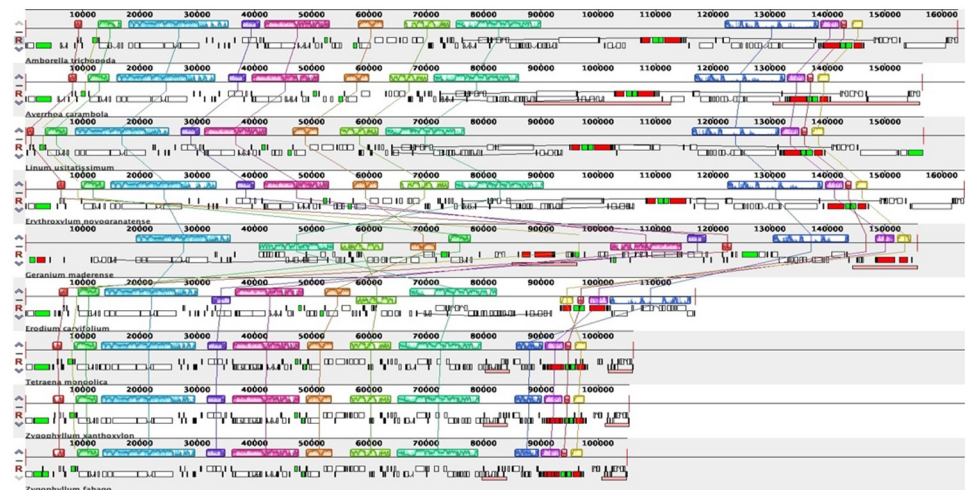 10000 20000 30000 40000 50000 60000 70000 80000 90000 100000 110000 120000 130000 140000 150000 160000
R
Amborella trichopoda
10000 20000 30000 40000 50000 60000 70000 80000 90000 100000 110000 120000 130000 140000 150000
R
Averrhoa carambola
10000 20000 30000 40000 50000 60000 70000 80000 90000 100000 110000 120000 130000 140000 150000
R
Linum usitatissimum
10000 20000 30000 40000 50000 60000 70000 80000 90000 100000 110000 120000 130000 140000 150000 160000
R
Erythroxylum novogranatense
10000 20000 30000 40000 50000 60000 70000 80000 90000 100000 110000 120000 130000 140000 150000
R
Geranium maderense
10000 20000 30000 40000 50000 60000 70000 80000 90000 100000 110000
R
Erodium carvifolium
10000 20000 30000 40000 50000 60000 70000 80000 90000 100000
R
Tetraena mongolica
10000 20000 30000 40000 50000 60000 70000 80000 90000 100000
R
Zygophyllum xanthoxylon
10000 20000 30000 40000 50000 60000 70000 80000 90000 100000
R
Zygophyllum fabago